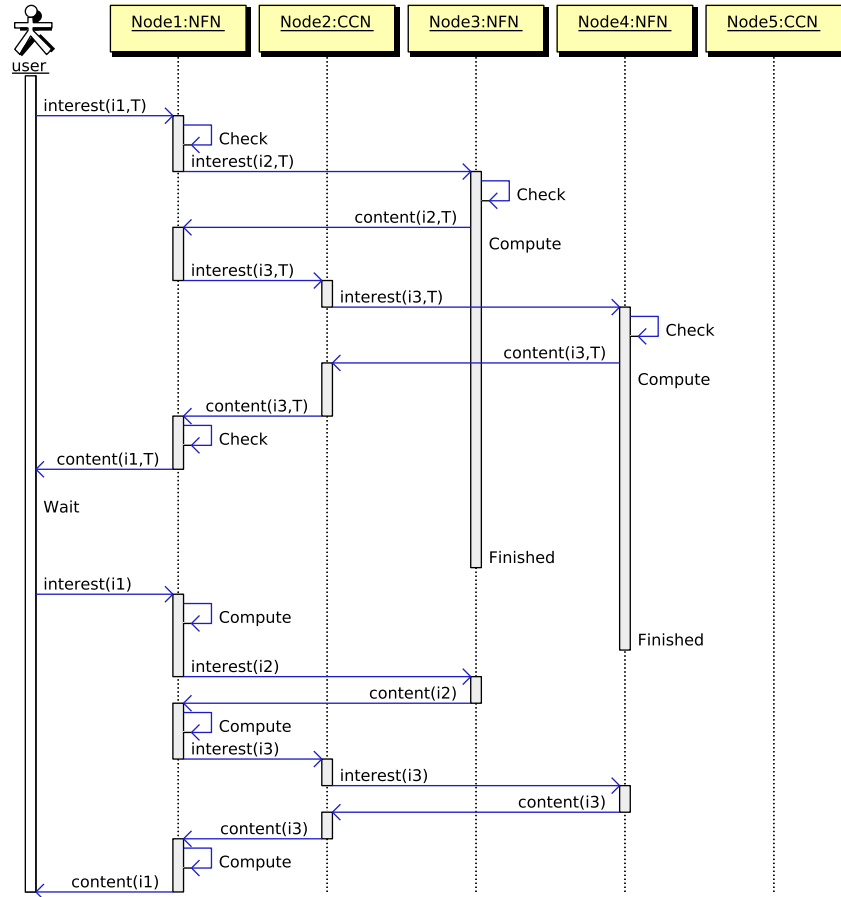 Node1:NFN
Node2:CCN
Node3:NFN
Node4:NFN
Node5:CCN
user
interest(i1,T)
Check
interest(i2,T)
Check
content(i2,T)
Compute
interest(i3,T)
interest(i3,T)
Check
content(i3,T)
Compute
content(i3,T)
Check
content(i1,T)
Wait
Finished
interest(i1)
Compute
Finished
interest(i2)
content(i2)
Compute
interest(i3)
interest(i3)
content(i3)
content(i3)
Compute
content(i1)